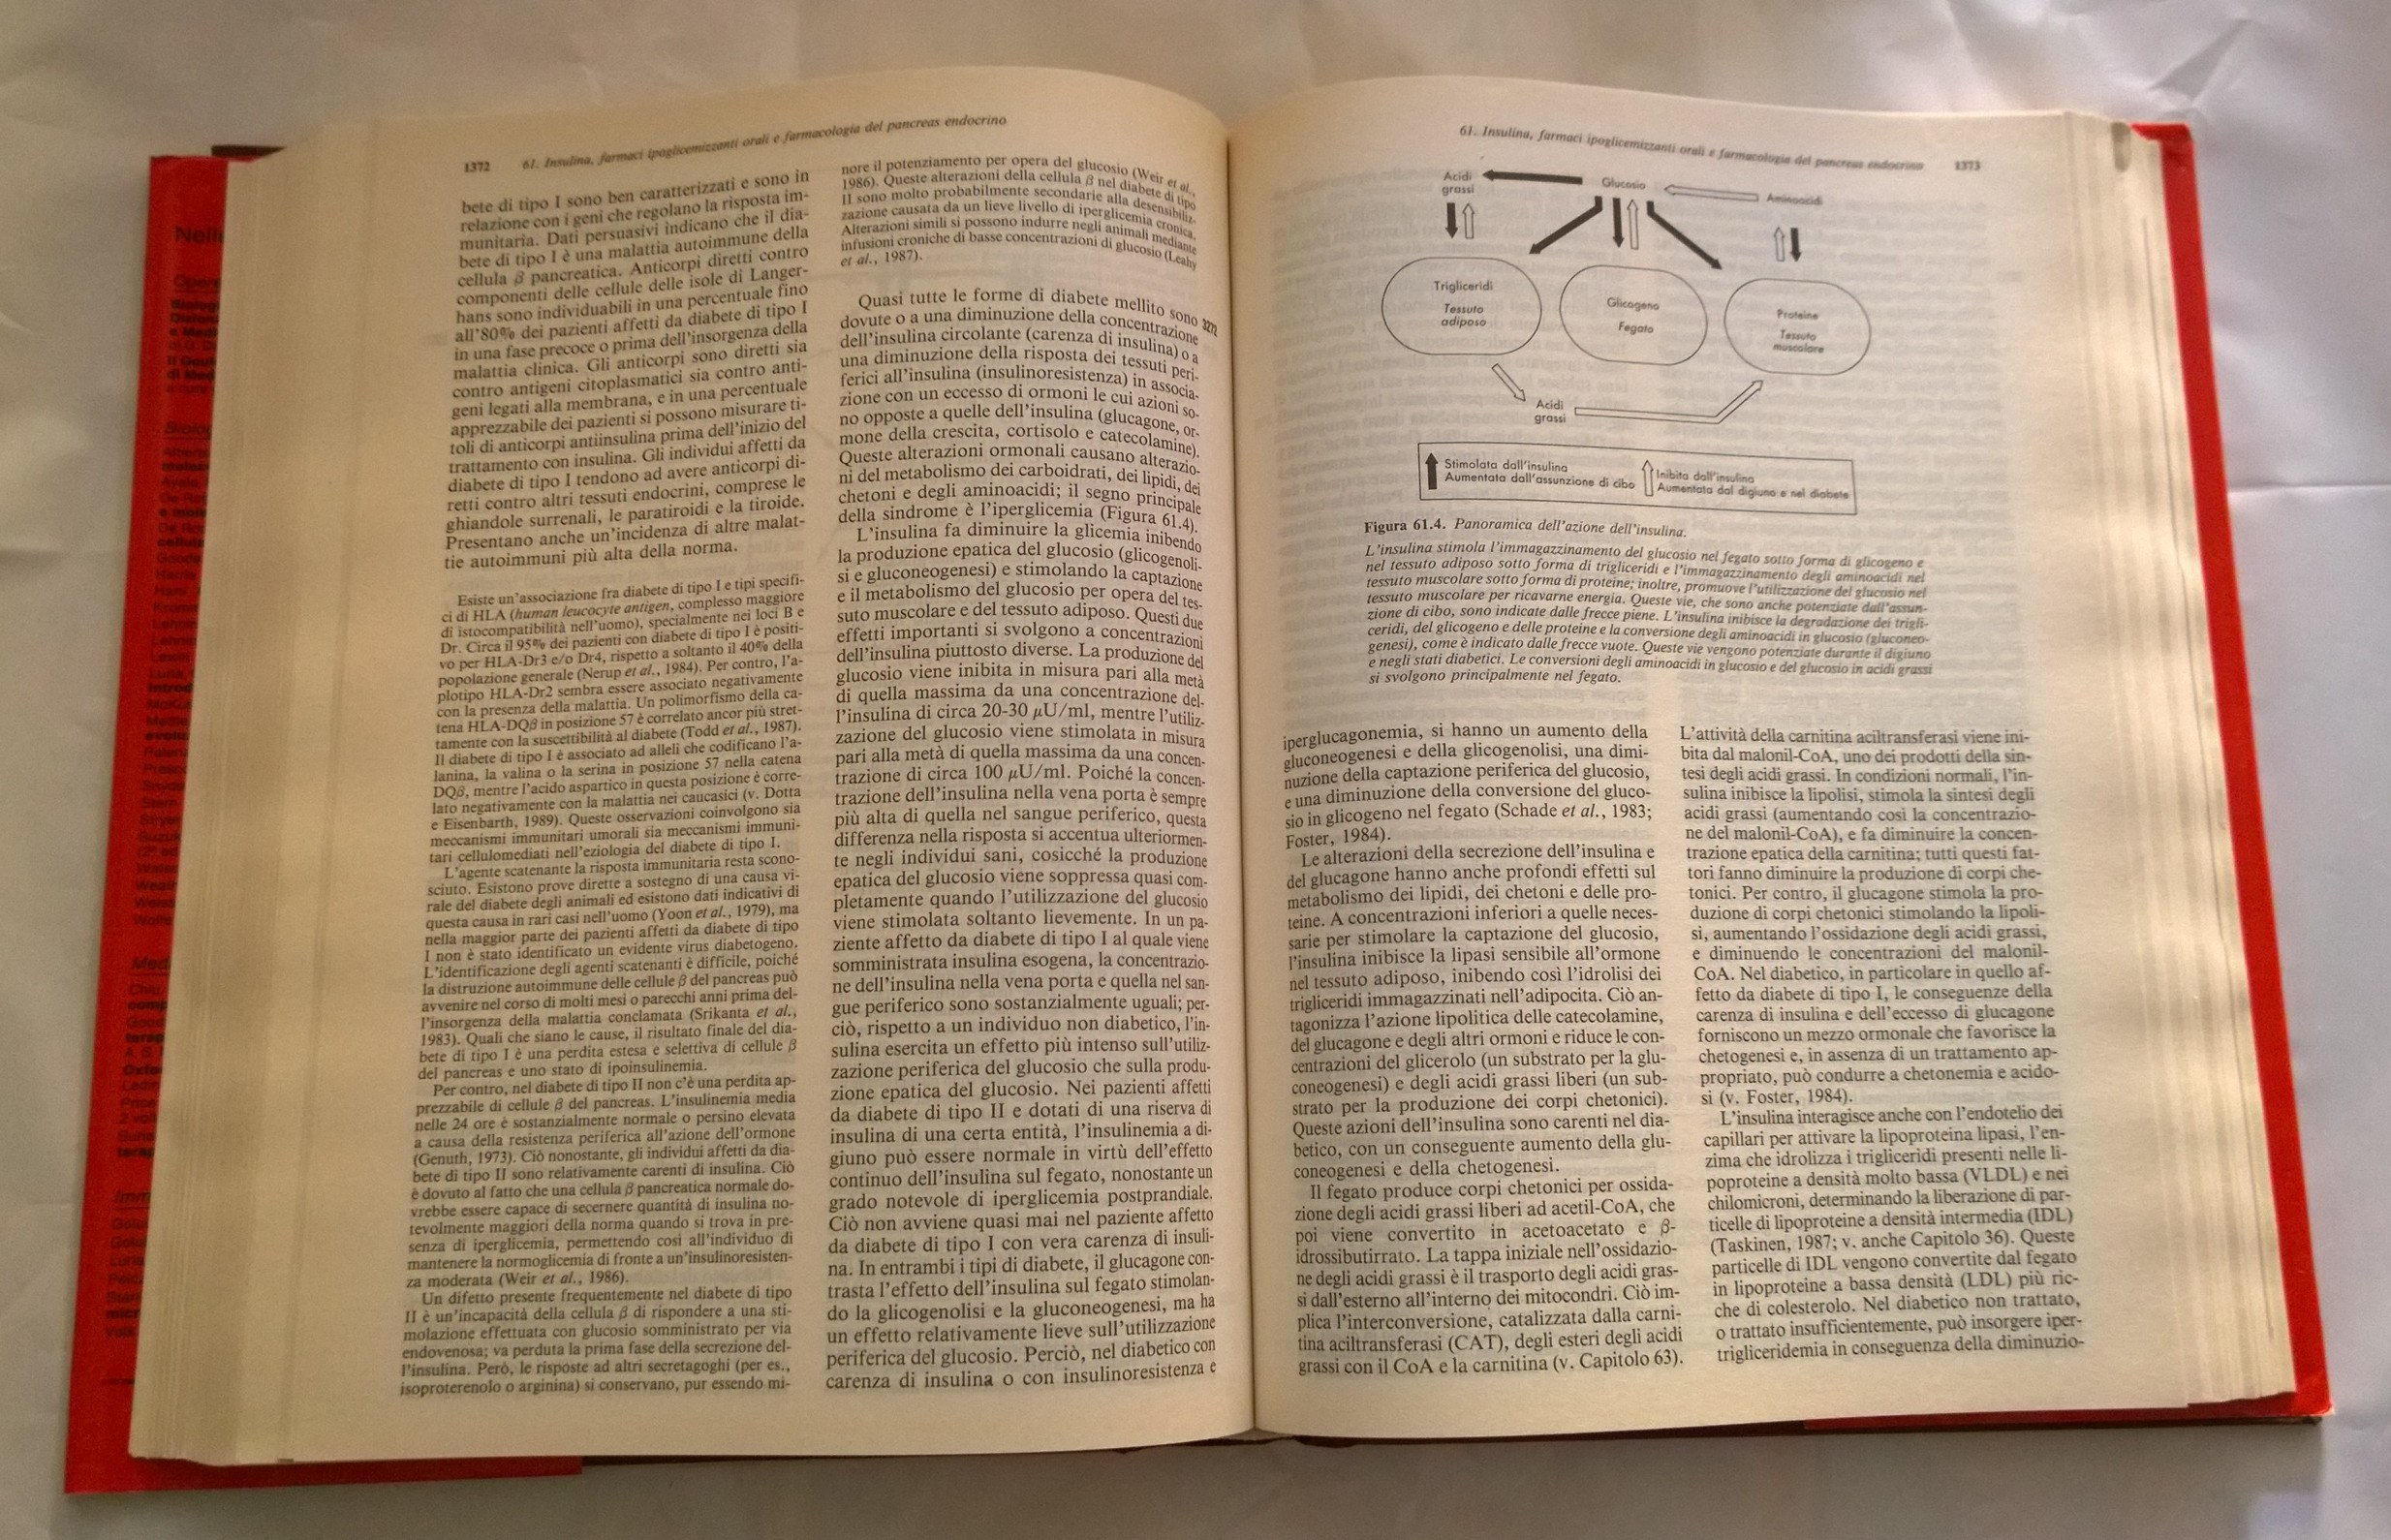 1372 61. Insulina, farmaci ipoglicemizzanti orali e farmacologia del pancreas endocrino
bete di tipo I sono ben caratterizzati e sono in
relazione con i geni che regolano la risposta im-
munitaria. Dati persuasivi indicano che il dia-
bete di tipo I è una malattia autoimmune della
cellula β pancreatica. Anticorpi diretti contro
componenti delle cellule delle isole di Langer-
hans sono individuabili in una percentuale fino
all'80% dei pazienti affetti da diabete di tipo I
in una fase precoce o prima dell'insorgenza della
malattia clinica. Gli anticorpi sono diretti sia
contro antigeni citoplasmatici sia contro anti-
geni legati alla membrana, e in una percentuale
apprezzabile dei pazienti si possono misurare ti-
toli di anticorpi antiinsulina prima dell'inizio del
trattamento con insulina. Gli individui affetti da
diabete di tipo I tendono ad avere anticorpi di-
retti contro altri tessuti endocrini, comprese le
ghiandole surrenali, le paratiroidi e la tiroide.
Presentano anche un'incidenza di altre malat-
tie autoimmuni più alta della norma.
Esiste un'associazione fra diabete di tipo I e tipi specifi-
ci di HLA (human leucocyte antigen, complesso maggiore
di istocompatibilità nell'uomo), specialmente nei loci B e
Dr. Circa il 95% dei pazienti con diabete di tipo I è positi-
vo per HLA-Dr3 e/o Dr4, rispetto a soltanto il 40% della
popolazione generale (Nerup et al., 1984). Per contro, l'a-
plotipo HLA-Dr2 sembra essere associato negativamente
con la presenza della malattia. Un polimorfismo della ca-
tena HLA-DQβ in posizione 57 è correlato ancor più stret-
tamente con la suscettibilità al diabete (Todd et al., 1987).
Il diabete di tipo I è associato ad alleli che codificano l'a-
lanina, la valina o la serina in posizione 57 nella catena
DQβ, mentre l'acido aspartico in questa posizione è corre-
lato negativamente con la malattia nei caucasici (v. Dotta
e Eisenbarth, 1989). Queste osservazioni coinvolgono sia
meccanismi immunitari umorali sia meccanismi immuni-
tari cellulomediati nell'eziologia del diabete di tipo I.
L'agente scatenante la risposta immunitaria resta scono-
sciuto. Esistono prove dirette a sostegno di una causa vi-
rale del diabete degli animali ed esistono dati indicativi di
questa causa in rari casi nell'uomo (Yoon et al., 1979), ma
nella maggior parte dei pazienti affetti da diabete di tipo
I non è stato identificato un evidente virus diabetogeno.
L'identificazione degli agenti scatenanti è difficile, poiché
la distruzione autoimmune delle cellule β del pancreas può
avvenire nel corso di molti mesi o parecchi anni prima del-
l'insorgenza della malattia conclamata (Srikanta et al.,
1983). Quali che siano le cause, il risultato finale del dia-
bete di tipo I è una perdita estesa e selettiva di cellule β
del pancreas e uno stato di ipoinsulinemia.
Per contro, nel diabete di tipo II non c'è una perdita ap-
prezzabile di cellule β del pancreas. L'insulinemia media
nelle 24 ore è sostanzialmente normale o persino elevata
a causa della resistenza periferica all'azione dell'ormone
(Genuth, 1973). Ciò nonostante, gli individui affetti da dia-
bete di tipo II sono relativamente carenti di insulina. Ciò
è dovuto al fatto che una cellula β pancreatica normale do-
vrebbe essere capace di secernere quantità di insulina no-
tevolmente maggiori della norma quando si trova in pre-
senza di iperglicemia, permettendo così all'individuo di
mantenere la normoglicemia di fronte a un'insulinoresisten-
za moderata (Weir et al., 1986).
Un difetto presente frequentemente nel diabete di tipo
II è un'incapacità della cellula β di rispondere a una sti-
molazione effettuata con glucosio somministrato per via
endovenosa; va perduta la prima fase della secrezione del-
l'insulina. Però, le risposte ad altri secretagoghi (per es.,
isoproterenolo o arginina) si conservano, pur essendo mi-
nore il potenziamento per opera del glucosio (Weir et al.,
1986). Queste alterazioni della cellula β nel diabete di tipo
II sono molto probabilmente secondarie alla desensibiliz-
zazione causata da un lieve livello di iperglicemia cronica.
Alterazioni simili si possono indurre negli animali mediante
infusioni croniche di basse concentrazioni di glucosio (Leahy
et al., 1987).
Quasi tutte le forme di diabete mellito sono
dovute o a una diminuzione della concentrazione
dell'insulina circolante (carenza di insulina) o a
una diminuzione della risposta dei tessuti peri-
ferici all'insulina (insulinoresistenza) in associa-
zione con un eccesso di ormoni le cui azioni so-
no opposte a quelle dell'insulina (glucagone, or-
mone della crescita, cortisolo e catecolamine).
Queste alterazioni ormonali causano alterazio-
ni del metabolismo dei carboidrati, dei lipidi, dei
chetoni e degli aminoacidi; il segno principale
della sindrome è l'iperglicemia (Figura 61.4).
L'insulina fa diminuire la glicemia inibendo
la produzione epatica del glucosio (glicogenoli-
si e gluconeogenesi) e stimolando la captazione
e il metabolismo del glucosio per opera del tes-
suto muscolare e del tessuto adiposo. Questi due
effetti importanti si svolgono a concentrazioni
dell'insulina piuttosto diverse. La produzione del
glucosio viene inibita in misura pari alla metà
di quella massima da una concentrazione del-
l'insulina di circa 20-30 μU/ml, mentre l'utiliz-
zazione del glucosio viene stimolata in misura
pari alla metà di quella massima da una concen-
trazione di circa 100 μU/ml. Poiché la concen-
trazione dell'insulina nella vena porta è sempre
più alta di quella nel sangue periferico, questa
differenza nella risposta si accentua ulteriormen-
te negli individui sani, cosicché la produzione
epatica del glucosio viene soppressa quasi com-
pletamente quando l'utilizzazione del glucosio
viene stimolata soltanto lievemente. In un pa-
ziente affetto da diabete di tipo I al quale viene
somministrata insulina esogena, la concentrazio-
ne dell'insulina nella vena porta e quella nel san-
gue periferico sono sostanzialmente uguali; per-
ciò, rispetto a un individuo non diabetico, l'in-
sulina esercita un effetto più intenso sull'utiliz-
zazione periferica del glucosio che sulla produ-
zione epatica del glucosio. Nei pazienti affetti
da diabete di tipo II e dotati di una riserva di
insulina di una certa entità, l'insulinemia a di-
giuno può essere normale in virtù dell'effetto
continuo dell'insulina sul fegato, nonostante un
grado notevole di iperglicemia postprandiale.
Ciò non avviene quasi mai nel paziente affetto
da diabete di tipo I con vera carenza di insuli-
na. In entrambi i tipi di diabete, il glucagone con-
trasta l'effetto dell'insulina sul fegato stimolan-
do la glicogenolisi e la gluconeogenesi, ma ha
un effetto relativamente lieve sull'utilizzazione
periferica del glucosio. Perciò, nel diabetico con
carenza di insulina o con insulinoresistenza e
61. Insulina, farmaci ipoglicemizzanti orali e farmacologia del pancreas endocrino 1373
Acidi
grassi
Glucosio
Aminoacidi
Trigliceridi
Tessuto
adiposo
Glicogeno
Fegato
Proteine
Tessuto
muscolare
Acidi
grassi
Stimolata dall'insulina
Aumentata dall'assunzione di cibo
Inibita dall'insulina
Aumentata dal digiuno e nel diabete
Figura 61.4. Panoramica dell'azione dell'insulina.
L'insulina stimola l'immagazzinamento del glucosio nel fegato sotto forma di glicogeno e
nel tessuto adiposo sotto forma di trigliceridi e l'immagazzinamento degli aminoacidi nel
tessuto muscolare sotto forma di proteine; inoltre, promuove l'utilizzazione del glucosio nel
tessuto muscolare per ricavarne energia. Queste vie, che sono anche potenziate dall'assun-
zione di cibo, sono indicate dalle frecce piene. L'insulina inibisce la degradazione dei trigli-
ceridi, del glicogeno e delle proteine e la conversione degli aminoacidi in glucosio (gluconeo-
genesi), come è indicato dalle frecce vuote. Queste vie vengono potenziate durante il digiuno
e negli stati diabetici. Le conversioni degli aminoacidi in glucosio e del glucosio in acidi grassi
si svolgono principalmente nel fegato.
iperglucagonemia, si hanno un aumento della
gluconeogenesi e della glicogenolisi, una dimi-
nuzione della captazione periferica del glucosio,
e una diminuzione della conversione del gluco-
sio in glicogeno nel fegato (Schade et al., 1983;
Foster, 1984).
Le alterazioni della secrezione dell'insulina e
del glucagone hanno anche profondi effetti sul
metabolismo dei lipidi, dei chetoni e delle pro-
teine. A concentrazioni inferiori a quelle neces-
sarie per stimolare la captazione del glucosio,
l'insulina inibisce la lipasi sensibile all'ormone
nel tessuto adiposo, inibendo così l'idrolisi dei
trigliceridi immagazzinati nell'adipocita. Ciò an-
tagonizza l'azione lipolitica delle catecolamine,
del glucagone e degli altri ormoni e riduce le con-
centrazioni del glicerolo (un substrato per la glu-
coneogenesi) e degli acidi grassi liberi (un sub-
strato per la produzione dei corpi chetonici).
Queste azioni dell'insulina sono carenti nel dia-
betico, con un conseguente aumento della glu-
coneogenesi e della chetogenesi.
Il fegato produce corpi chetonici per ossida-
zione degli acidi grassi liberi ad acetil-CoA, che
poi viene convertito in acetoacetato e β-
idrossibutirrato. La tappa iniziale nell'ossidazio-
ne degli acidi grassi è il trasporto degli acidi gras-
si dall'esterno all'interno dei mitocondri. Ciò im-
plica l'interconversione, catalizzata dalla carni-
tina aciltransferasi (CAT), degli esteri degli acidi
grassi con il CoA e la carnitina (v. Capitolo 63).
L'attività della carnitina aciltransferasi viene ini-
bita dal malonil-CoA, uno dei prodotti della sin-
tesi degli acidi grassi. In condizioni normali, l'in-
sulina inibisce la lipolisi, stimola la sintesi degli
acidi grassi (aumentando così la concentrazio-
ne del malonil-CoA), e fa diminuire la concen-
trazione epatica della carnitina; tutti questi fat-
tori fanno diminuire la produzione di corpi che-
tonici. Per contro, il glucagone stimola la pro-
duzione di corpi chetonici stimolando la lipoli-
si, aumentando l'ossidazione degli acidi grassi,
e diminuendo le concentrazioni del malonil-
CoA. Nel diabetico, in particolare in quello af-
fetto da diabete di tipo I, le conseguenze della
carenza di insulina e dell'eccesso di glucagone
forniscono un mezzo ormonale che favorisce la
chetogenesi e, in assenza di un trattamento ap-
propriato, può condurre a chetonemia e acido-
si (v. Foster, 1984).
L'insulina interagisce anche con l'endotelio dei
capillari per attivare la lipoproteina lipasi, l'en-
zima che idrolizza i trigliceridi presenti nelle li-
poproteine a densità molto bassa (VLDL) e nei
chilomicroni, determinando la liberazione di par-
ticelle di lipoproteine a densità intermedia (IDL)
(Taskinen, 1987; v. anche Capitolo 36). Queste
particelle di IDL vengono convertite dal fegato
in lipoproteine a bassa densità (LDL) più ric-
che di colesterolo. Nel diabetico non trattato,
o trattato insufficientemente, può insorgere iper-
trigliceridemia in conseguenza della diminuzio-